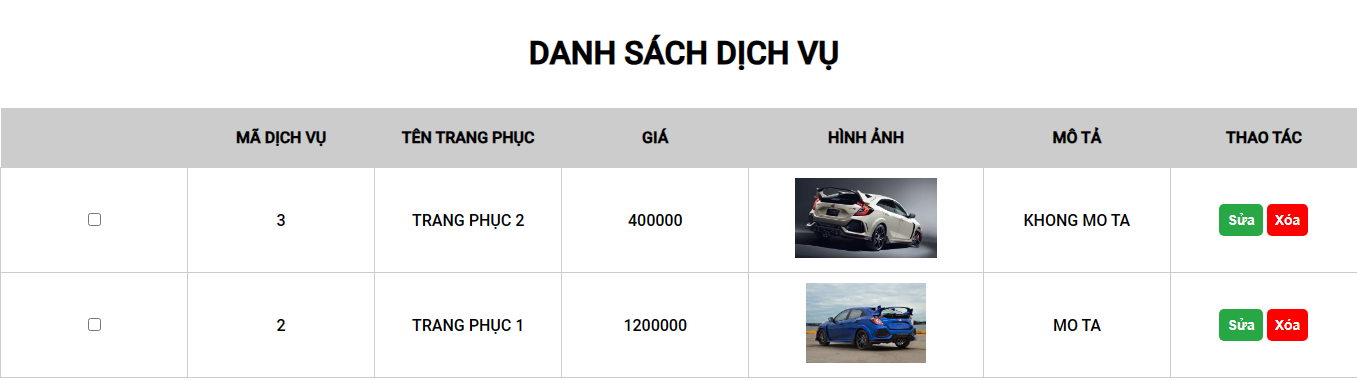 DANH SÁCH DỊCH VỤ
MÃ DỊCH VỤ TÊN TRANG PHỤC GIÁ HÌNH ẢNH MÔ TẢ THAO TÁC
3 TRANG PHỤC 2 400000 KHONG MO TA Sửa Xóa
2 TRANG PHỤC 1 1200000 MO TA Sửa Xóa